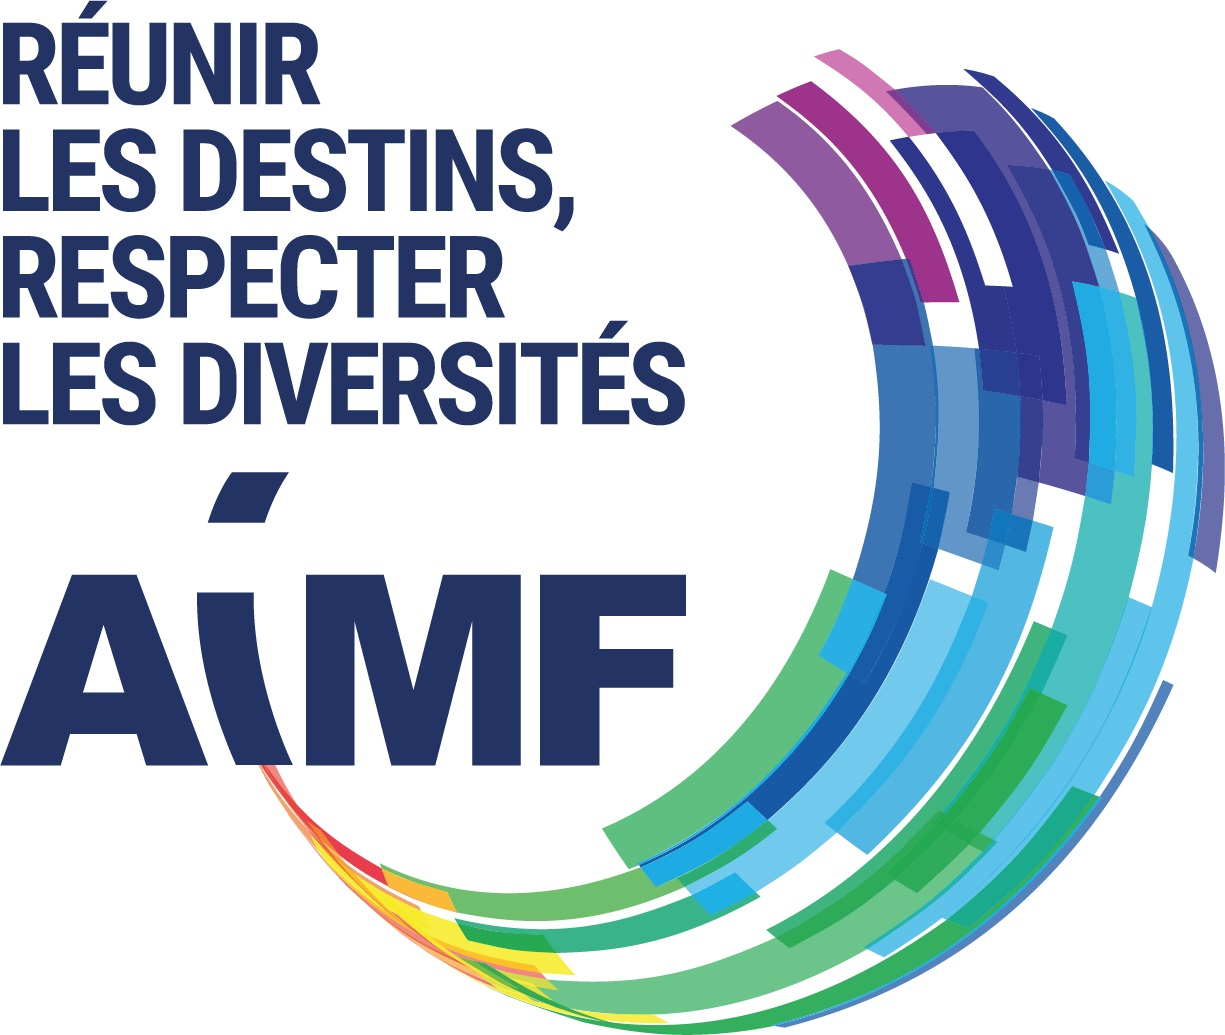 RÉUNIR
LES DESTINS,
RESPECTER
LES DIVERSITÉS
AiMF